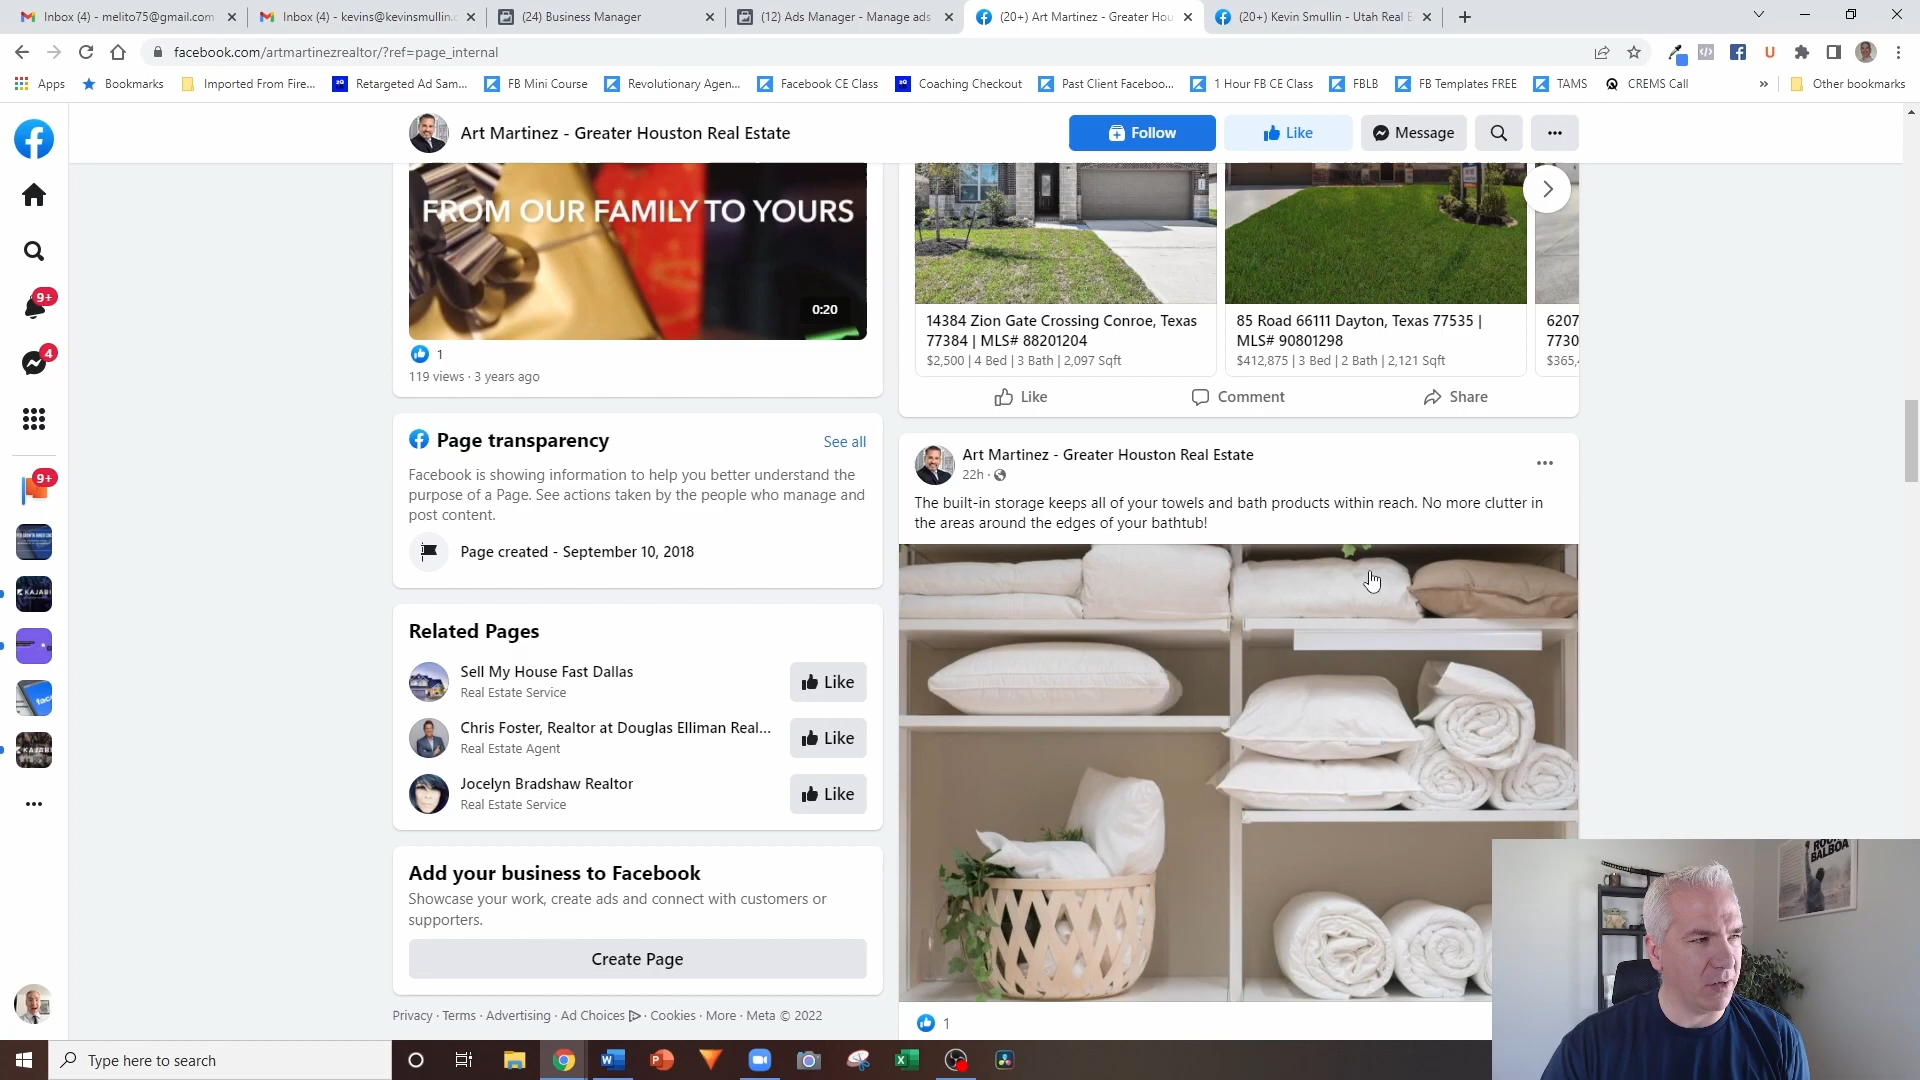 Inbox (4) - melito75@gmail.com
Inbox (4) - kevins@kevinsmullin.c
(24) Business Manager
(12) Ads Manager - Manage ads
(20+) Art Martinez - Greater Hou
(20+) Kevin Smullin - Utah Real E
facebook.com/artmartinezrealtor/?ref=page_internal
Apps
Bookmarks
Imported From Fire...
Retargeted Ad Sam...
FB Mini Course
Revolutionary Agen...
Facebook CE Class
Coaching Checkout
Past Client Faceboo...
1 Hour FB CE Class
FBLB
FB Templates FREE
TAMS
CREMS Call
Other bookmarks
Art Martinez - Greater Houston Real Estate
Follow
Like
Message
9+
4
9+
FROM OUR FAMILY TO YOURS
0:20
1
119 views · 3 years ago
Page transparency
See all
Facebook is showing information to help you better understand the
purpose of a Page. See actions taken by the people who manage and
post content.
Page created - September 10, 2018
Related Pages
Sell My House Fast Dallas
Real Estate Service
Like
Chris Foster, Realtor at Douglas Elliman Real...
Real Estate Agent
Like
Jocelyn Bradshaw Realtor
Real Estate Service
Like
Add your business to Facebook
Showcase your work, create ads and connect with customers or
supporters.
Create Page
Privacy · Terms · Advertising · Ad Choices · Cookies · More · Meta © 2022
14384 Zion Gate Crossing Conroe, Texas
77384 | MLS# 88201204
$2,500 | 4 Bed | 3 Bath | 2,097 Sqft
85 Road 66111 Dayton, Texas 77535 |
MLS# 90801298
$412,875 | 3 Bed | 2 Bath | 2,121 Sqft
6207
7730
$365,
Like
Comment
Share
Art Martinez - Greater Houston Real Estate
22h ·
The built-in storage keeps all of your towels and bath products within reach. No more clutter in
the areas around the edges of your bathtub!
1
BALBOA
Type here to search